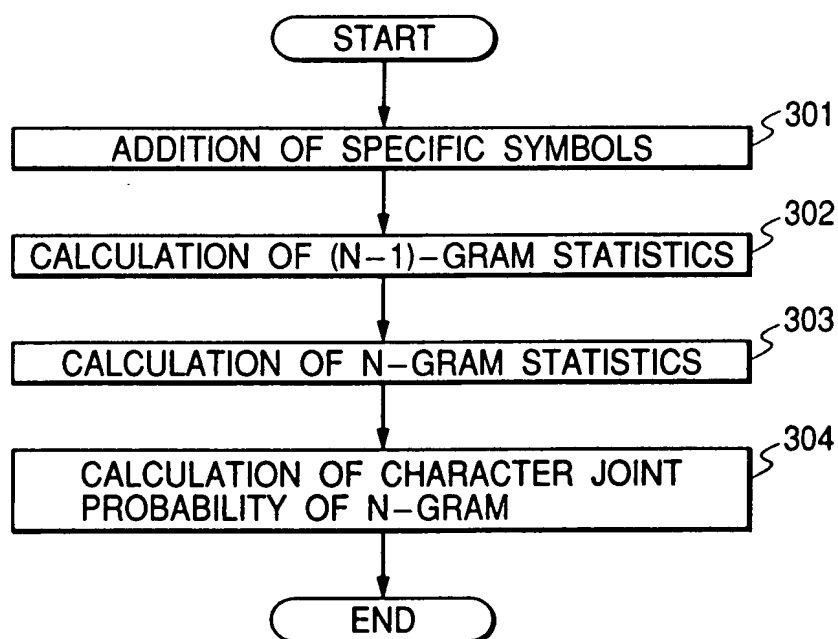 START
301
ADDITION OF SPECIFIC SYMBOLS
302
CALCULATION OF (N-1)-GRAM STATISTICS
303
CALCULATION OF N-GRAM STATISTICS
304
CALCULATION OF CHARACTER JOINT
PROBABILITY OF N-GRAM
END